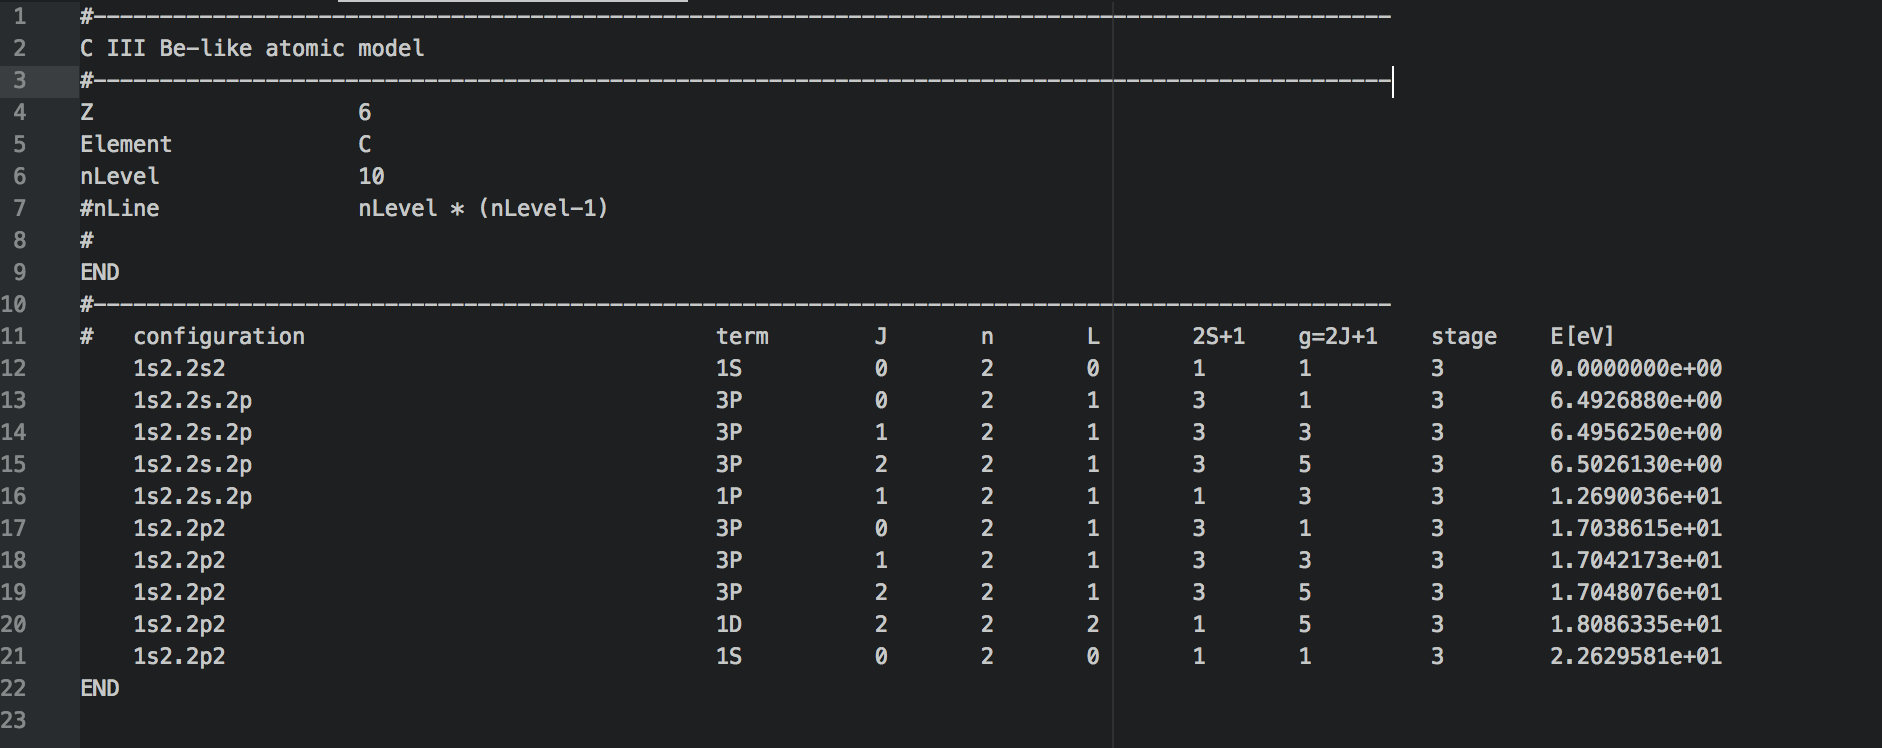 1 #--------------------------------------------------------------------------------------------------
2 C III Be-like atomic model
3 #--------------------------------------------------------------------------------------------------
4 Z 6
5 Element C
6 nLevel 10
7 #nLine nLevel * (nLevel-1)
8 #
9 END
10 #--------------------------------------------------------------------------------------------------
11 # configuration term J n L 2S+1 g=2J+1 stage E[eV]
12 1s2.2s2 1S 0 2 0 1 1 3 0.0000000e+00
13 1s2.2s.2p 3P 0 2 1 3 1 3 6.4926880e+00
14 1s2.2s.2p 3P 1 2 1 3 3 3 6.4956250e+00
15 1s2.2s.2p 3P 2 2 1 3 5 3 6.5026130e+00
16 1s2.2s.2p 1P 1 2 1 1 3 3 1.2690036e+01
17 1s2.2p2 3P 0 2 1 3 1 3 1.7038615e+01
18 1s2.2p2 3P 1 2 1 3 3 3 1.7042173e+01
19 1s2.2p2 3P 2 2 1 3 5 3 1.7048076e+01
20 1s2.2p2 1D 2 2 2 1 5 3 1.8086335e+01
21 1s2.2p2 1S 0 2 0 1 1 3 2.2629581e+01
22 END
23